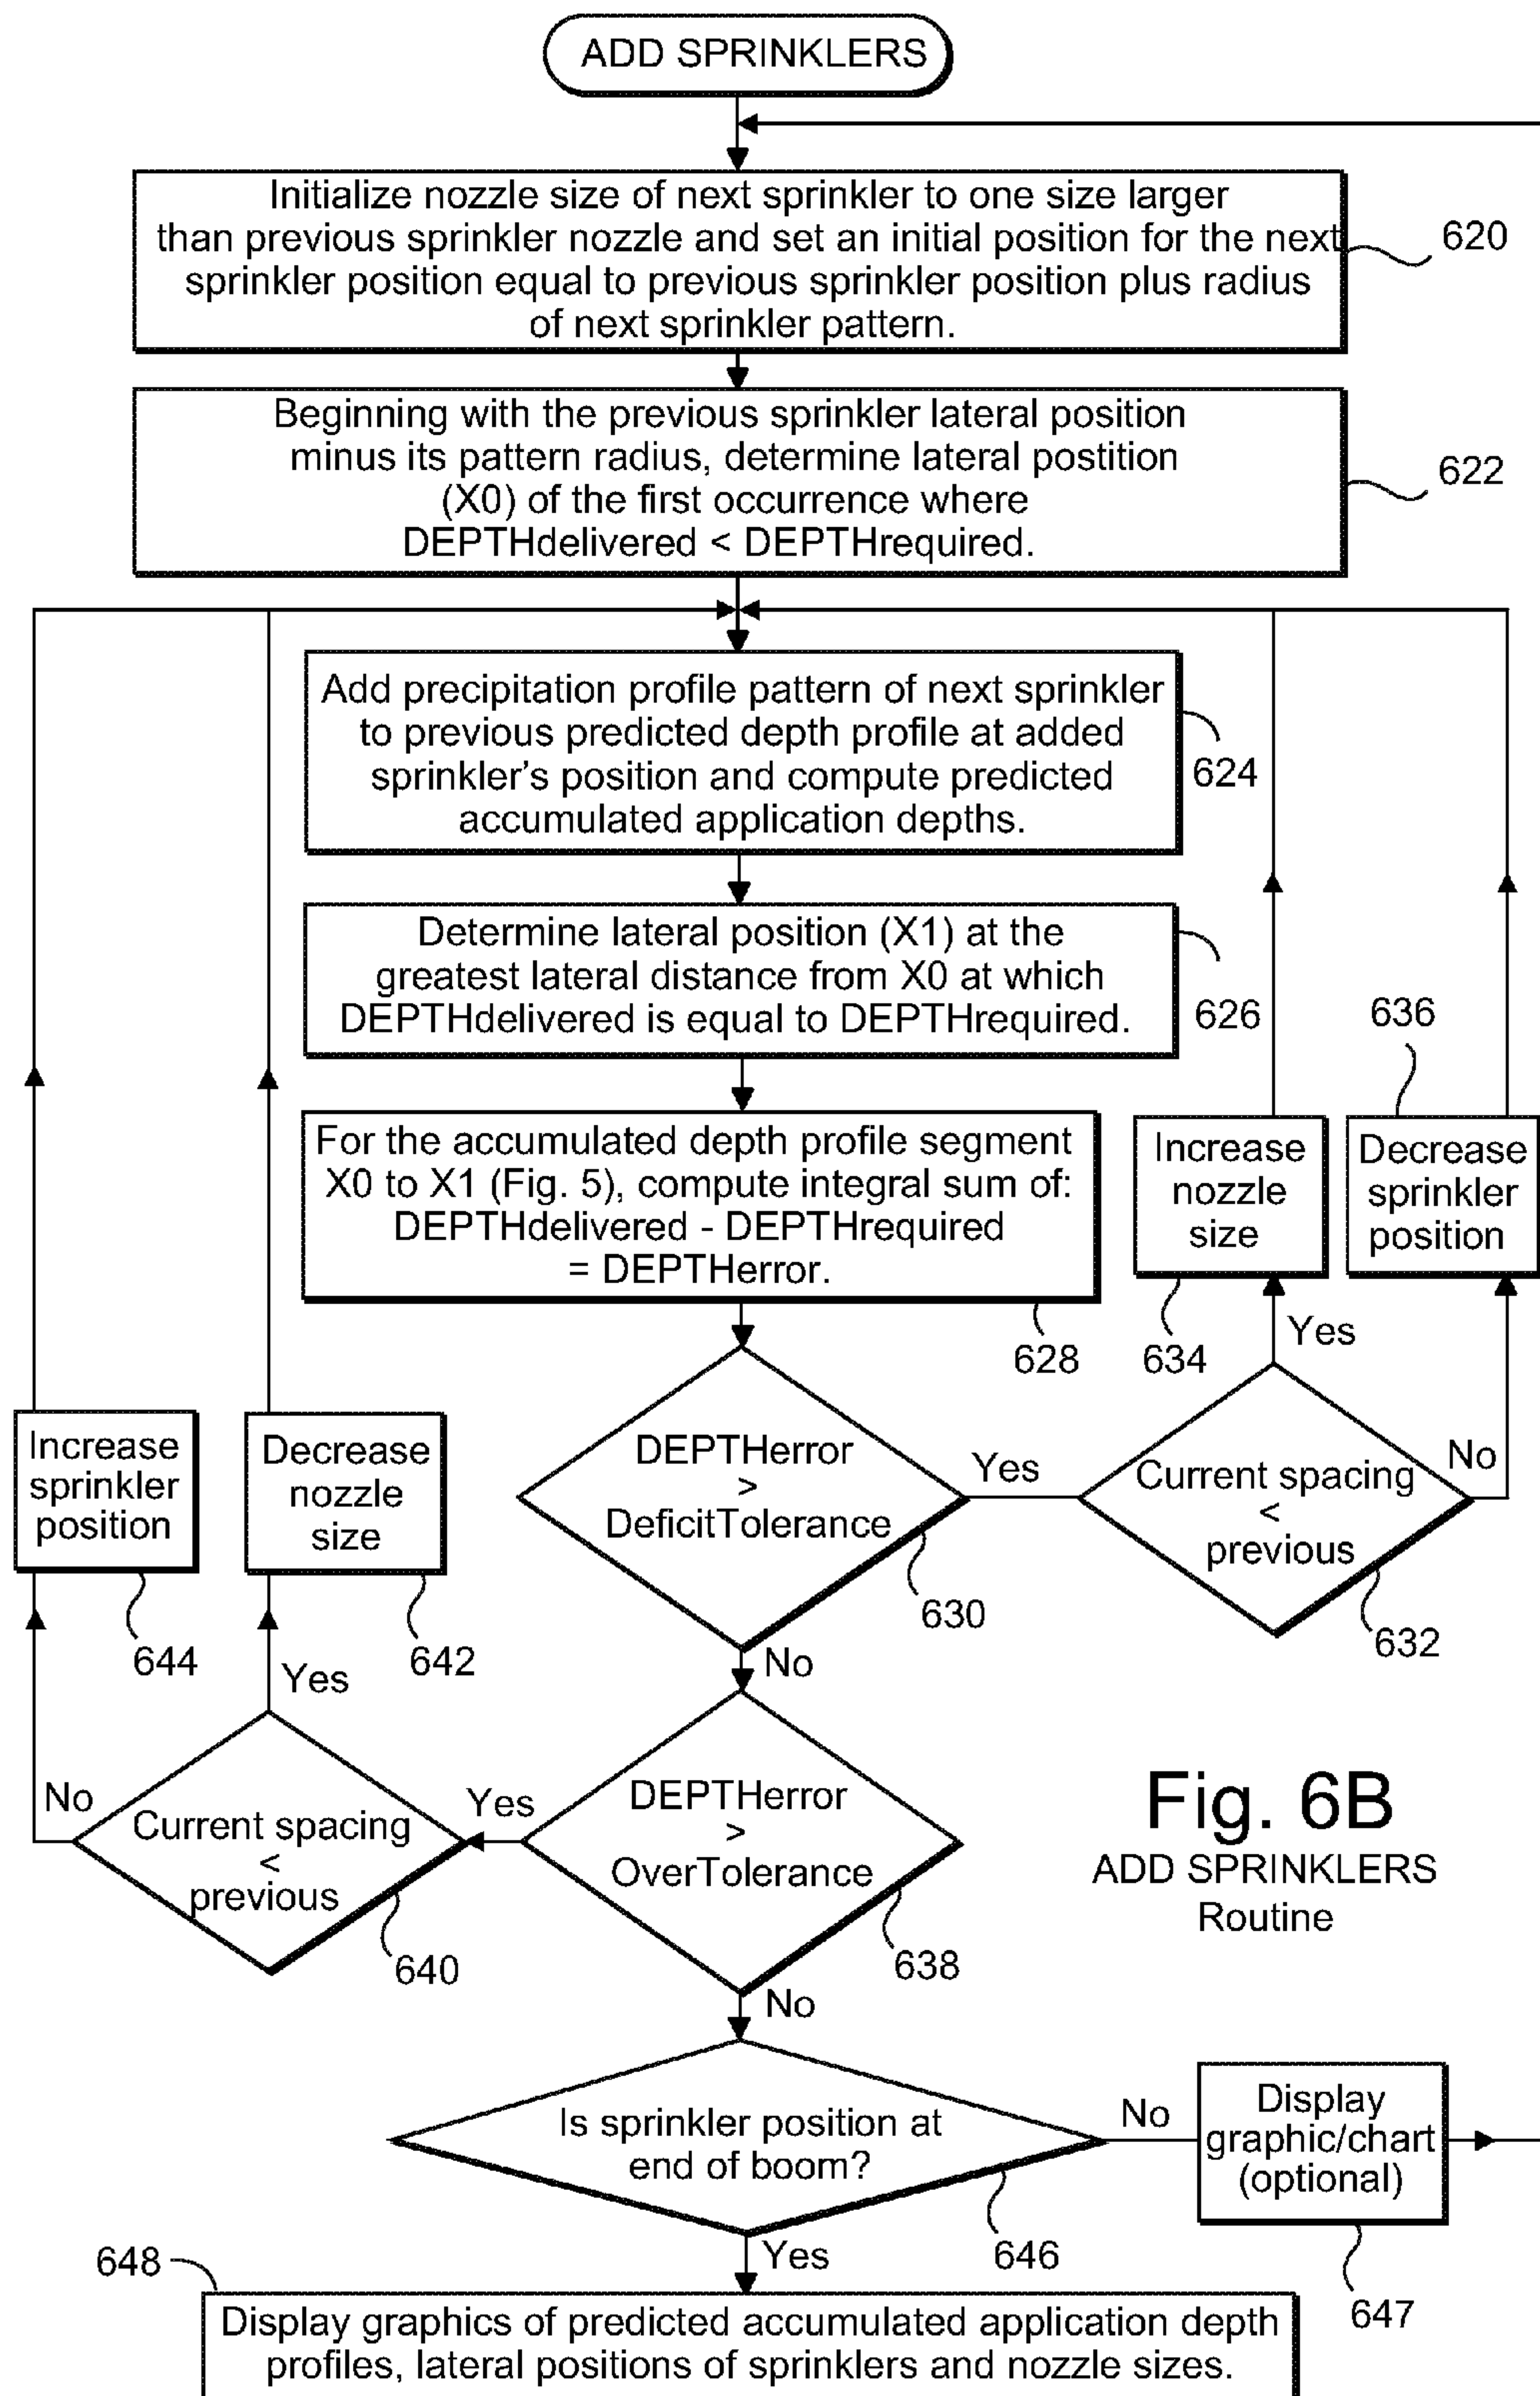 ADD SPRINKLERS
Initialize nozzle size of next sprinkler to one size larger
than previous sprinkler nozzle and set an initial position for the next
sprinkler position equal to previous sprinkler position plus radius
of next sprinkler pattern.
620
Beginning with the previous sprinkler lateral position
minus its pattern radius, determine lateral postition
(X0) of the first occurrence where
DEPTHdelivered < DEPTHrequired.
622
Add precipitation profile pattern of next sprinkler
to previous predicted depth profile at added
sprinkler's position and compute predicted
accumulated application depths.
624
Determine lateral position (X1) at the
greatest lateral distance from X0 at which
DEPTHdelivered is equal to DEPTHrequired.
626
636
For the accumulated depth profile segment
X0 to X1 (Fig. 5), compute integral sum of:
DEPTHdelivered - DEPTHrequired
= DEPTHerror.
628
Increase
nozzle
size
634
Decrease
sprinkler
position
Yes
Increase
sprinkler
position
644
Decrease
nozzle
size
642
DEPTHerror
>
DeficitTolerance
630
Yes
Current spacing
<
previous
632
No
No
Yes
No
Current spacing
<
previous
640
Yes
DEPTHerror
>
OverTolerance
638
Fig. 6B
ADD SPRINKLERS
Routine
No
Is sprinkler position at
end of boom?
646
No
Display
graphic/chart
(optional)
647
Yes
648
Display graphics of predicted accumulated application depth
profiles, lateral positions of sprinklers and nozzle sizes.